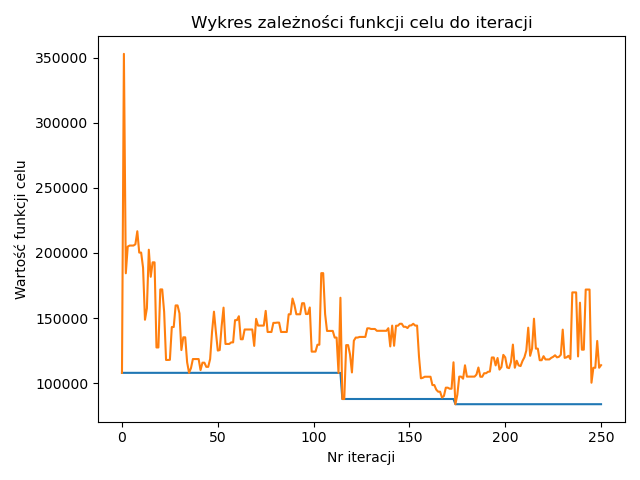 Wykres zależności funkcji celu do iteracji
350000
300000
250000
200000
150000
100000
Wartość funkcji celu
0 50 100 150 200 250
Nr iteracji